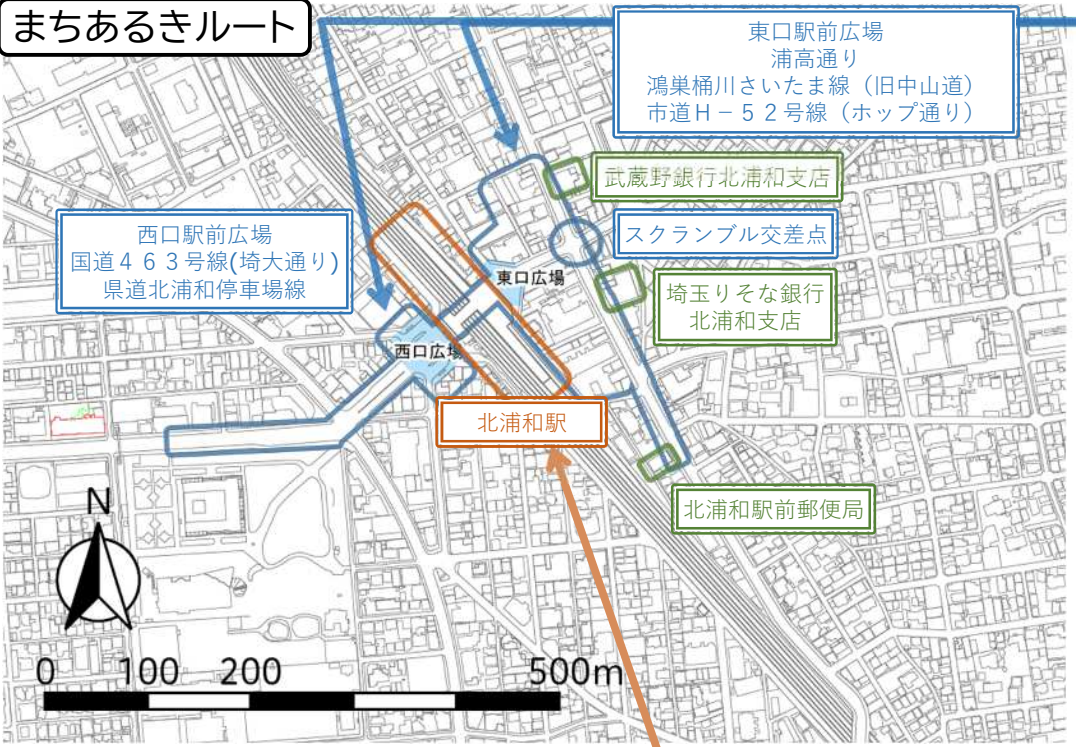 まちあるきルート
東口駅前広場
浦高通り
鴻巣桶川さいたま線（旧中山道）
市道Ｈ－５２号線（ホップ通り）
武蔵野銀行北浦和支店
スクランブル交差点
西口駅前広場
国道４６３号線(埼大通り)
県道北浦和停車場線
東口広場
埼玉りそな銀行
北浦和支店
西口広場
北浦和駅
北浦和駅前郵便局
N
0 100 200 500m